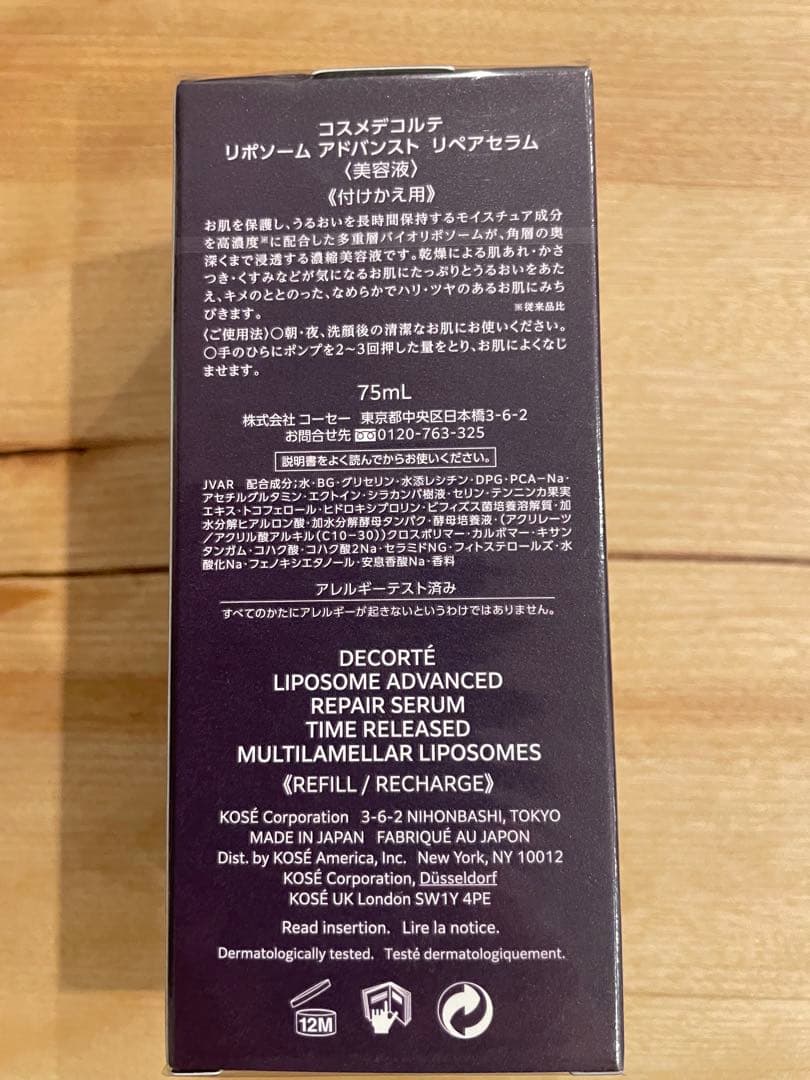 コスメデコルテ
リポソーム アドバンスト リペアセラム
〈美容液〉
《付けかえ用》
お肌を保護し、うるおいを長時間保持するモイスチュア成分
を高濃度※に配合した多重層バイオリポソームが、角層の奥
深くまで浸透する濃縮美容液です。乾燥による肌あれ・かさ
つき・くすみなどが気になるお肌にたっぷりとうるおいをあた
え、キメのととのった、なめらかでハリ・ツヤのあるお肌にみち
びきます。 ※従来品比
〈ご使用法〉○朝・夜、洗顔後の清潔なお肌にお使いください。
○手のひらにポンプを2〜3回押した量をとり、お肌によくなじ
ませます。
75mL
株式会社 コーセー 東京都中央区日本橋3-6-2
お問合せ先 0120-763-325
説明書をよく読んでからお使いください。
JVAR 配合成分;水・BG・グリセリン・水添レシチン・DPG・PCA-Na・
アセチルグルタミン・エクトイン・シラカンバ樹液・セリン・テンニンカ果実
エキス・トコフェロール・ヒドロキシプロリン・ビフィズス菌培養溶解質・加
水分解ヒアルロン酸・加水分解酵母タンパク・酵母培養液・(アクリレーツ
/アクリル酸アルキル(C10-30))クロスポリマー・カルボマー・キサン
タンガム・コハク酸・コハク酸2Na・セラミドNG・フィトステロールズ・水
酸化Na・フェノキシエタノール・安息香酸Na・香料
アレルギーテスト済み
すべてのかたにアレルギーが起きないというわけではありません。
DECORTÉ
LIPOSOME ADVANCED
REPAIR SERUM
TIME RELEASED
MULTILAMELLAR LIPOSOMES
《REFILL / RECHARGE》
KOSÉ Corporation 3-6-2 NIHONBASHI, TOKYO
MADE IN JAPAN FABRIQUÉ AU JAPON
Dist. by KOSÉ America, Inc. New York, NY 10012
KOSÉ Corporation, Düsseldorf
KOSÉ UK London SW1Y 4PE
Read insertion. Lire la notice.
Dermatologically tested. Testé dermatologiquement.
12M